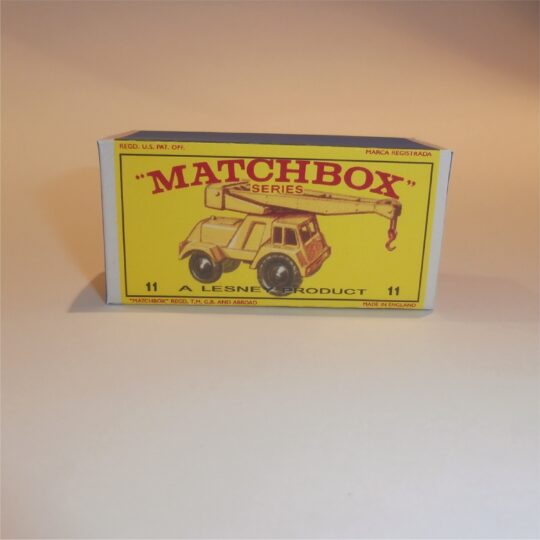 REGD. U.S. PAT. OFF. MARCA REGISTRADA
"MATCHBOX"
SERIES
11 A LESNEY PRODUCT 11
"MATCHBOX" REGD. T.M. G.B. AND ABROAD MADE IN ENGLAND